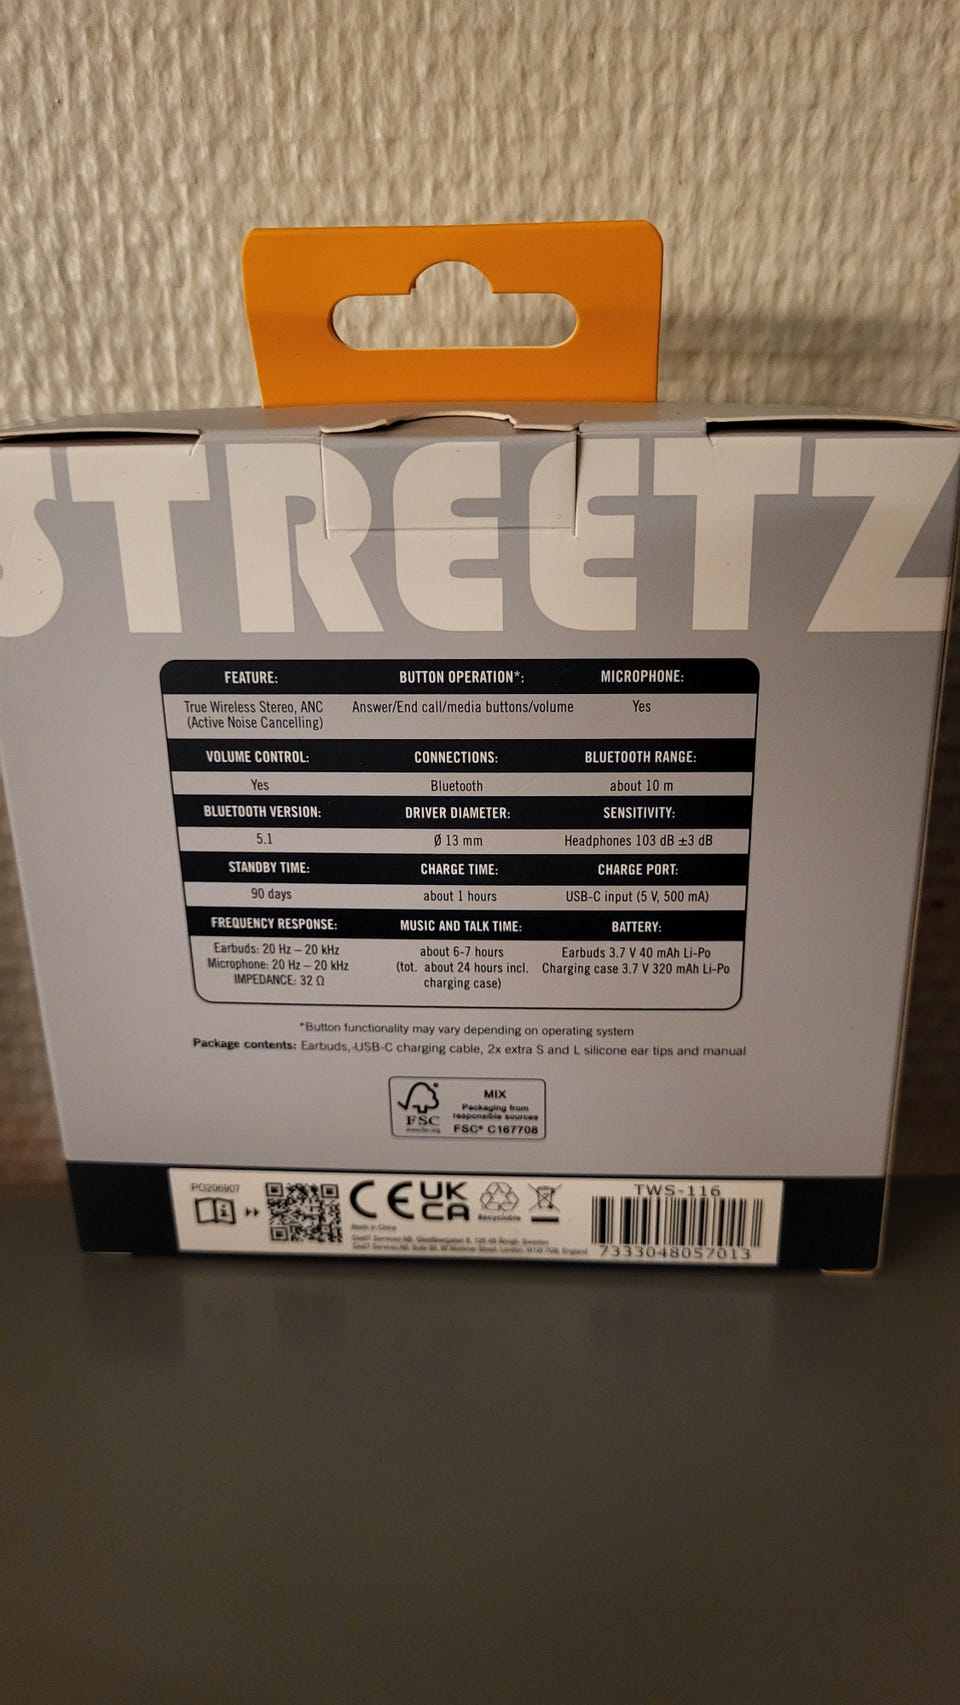 STREETZ
FEATURE: BUTTON OPERATION*: MICROPHONE:
True Wireless Stereo, ANC Answer/End call/media buttons/volume Yes
(Active Noise Cancelling)
VOLUME CONTROL: CONNECTIONS: BLUETOOTH RANGE:
Yes Bluetooth about 10 m
BLUETOOTH VERSION: DRIVER DIAMETER: SENSITIVITY:
5.1 Ø 13 mm Headphones 103 dB ±3 dB
STANDBY TIME: CHARGE TIME: CHARGE PORT:
90 days about 1 hours USB-C input (5 V, 500 mA)
FREQUENCY RESPONSE: MUSIC AND TALK TIME: BATTERY:
Earbuds: 20 Hz – 20 kHz about 6-7 hours Earbuds 3.7 V 40 mAh Li-Po
Microphone: 20 Hz – 20 kHz (tot. about 24 hours incl. Charging case 3.7 V 320 mAh Li-Po
IMPEDANCE: 32 Ω charging case)
*Button functionality may vary depending on operating system
Package contents: Earbuds, USB-C charging cable, 2x extra S and L silicone ear tips and manual
MIX
Packaging from
responsible sources
FSC® C167708
FSC
www.fsc.org
PO206907
CE UK CA
Recyclable
TWS-116
7333048057013
Made in China